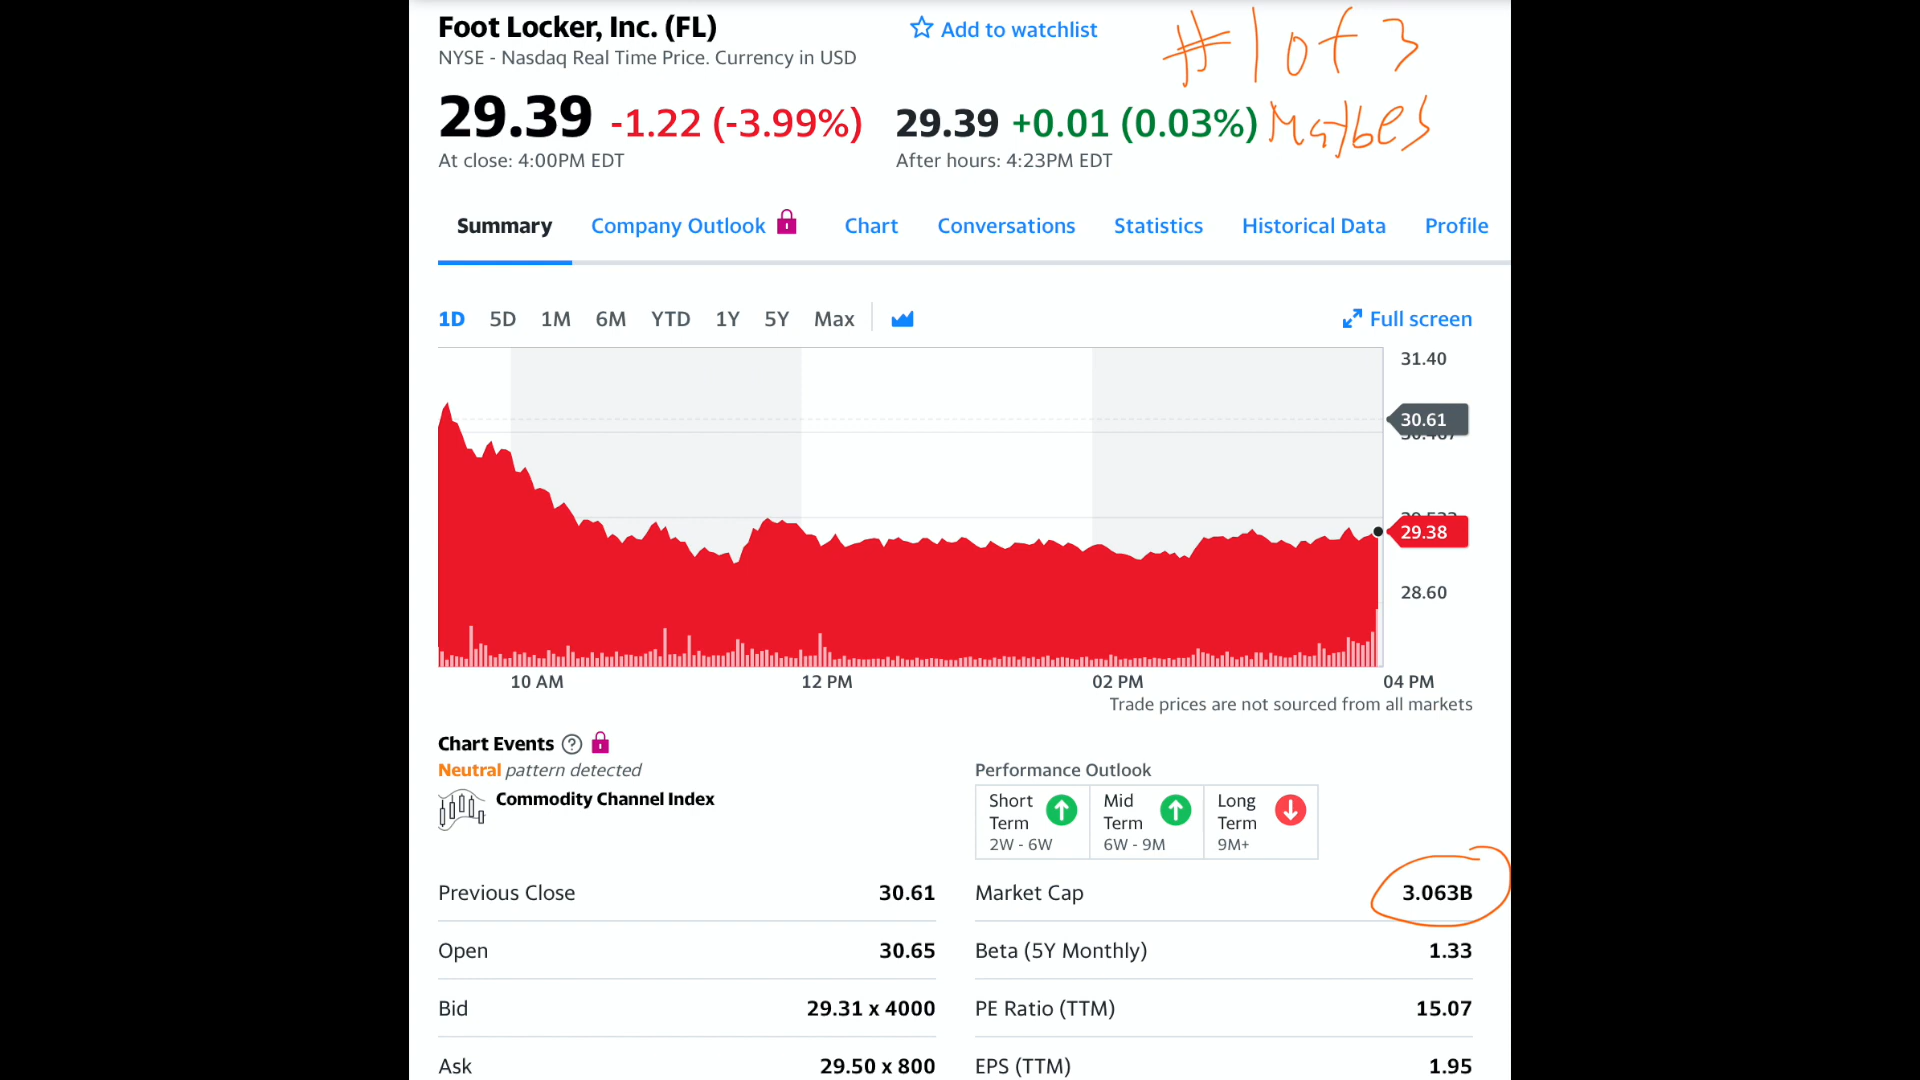 Foot Locker, Inc. (FL)
Add to watchlist
#1 of 3
NYSE - Nasdaq Real Time Price. Currency in USD
29.39 -1.22 (-3.99%)
29.39 +0.01 (0.03%)
Maybes
At close: 4:00PM EDT
After hours: 4:23PM EDT
Summary
Company Outlook
Chart
Conversations
Statistics
Historical Data
Profile
1D 5D 1M 6M YTD 1Y 5Y Max
Full screen
31.40
30.61
29.38
28.60
10 AM
12 PM
02 PM
04 PM
Trade prices are not sourced from all markets
Chart Events
Neutral pattern detected
Commodity Channel Index
Performance Outlook
Short
Term
2W - 6W
Mid
Term
6W - 9M
Long
Term
9M+
Previous Close 30.61
Market Cap 3.063B
Open 30.65
Beta (5Y Monthly) 1.33
Bid 29.31 x 4000
PE Ratio (TTM) 15.07
Ask 29.50 x 800
EPS (TTM) 1.95